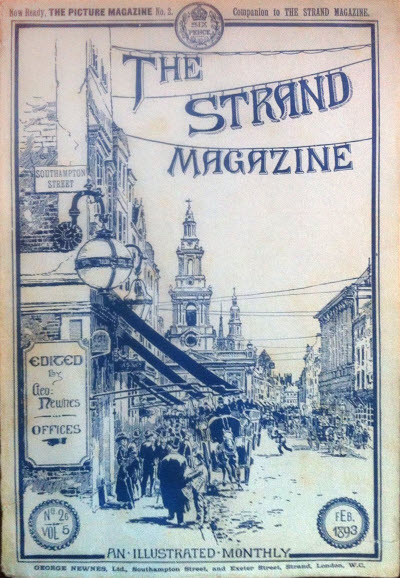 Now Ready, THE PICTURE MAGAZINE No. 2.
SIX
PENCE
Companion to THE STRAND MAGAZINE.
THE
STRAND
MAGAZINE
SOUTHAMPTON
STREET
EDITED
by
Geo:
Newnes
OFFICES
No. 26
VOL 5
FEB.
1893
AN·ILLUSTRATED·MONTHLY
GEORGE NEWNES, Ltd., Southampton Street, and Exeter Street, Strand, London, W.C.